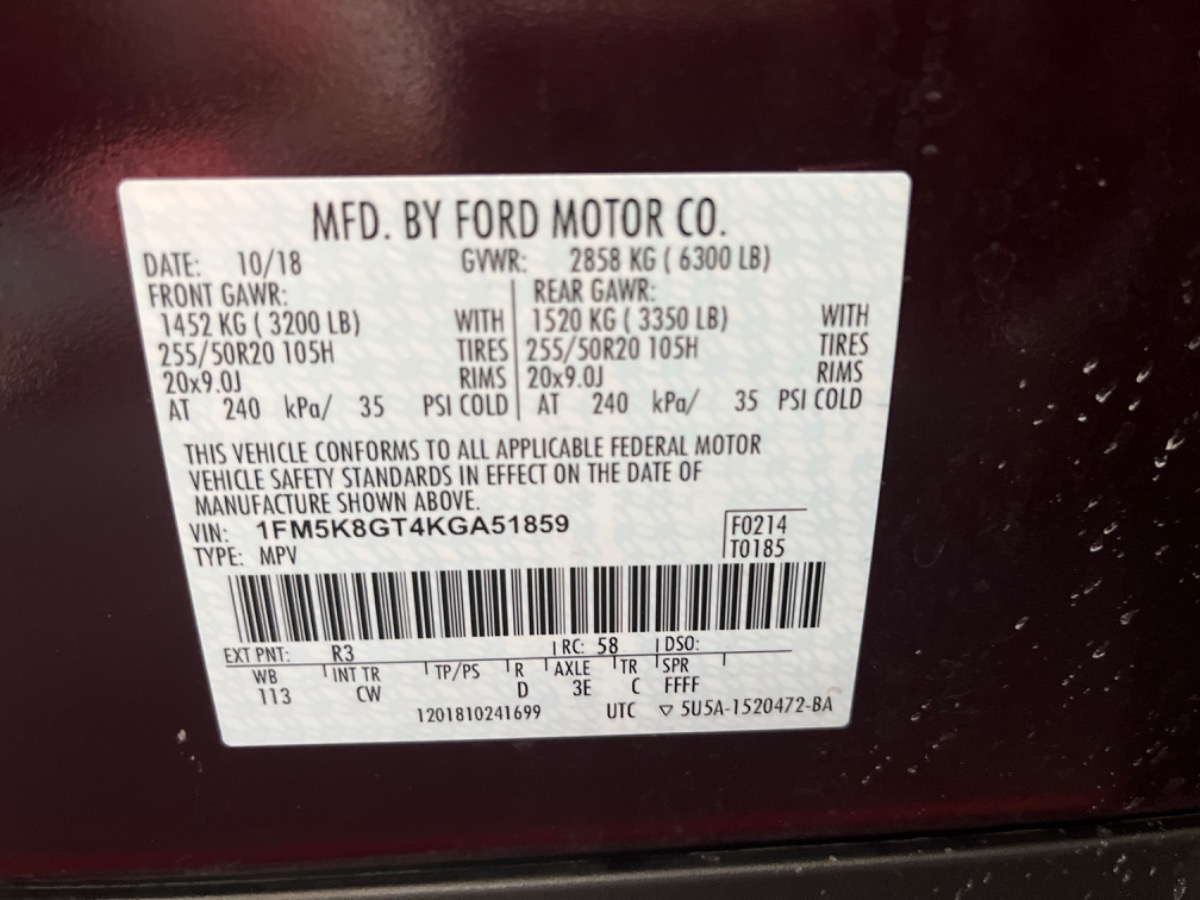 MFD. BY FORD MOTOR CO.
DATE: 10/18 GVWR: 2858 KG ( 6300 LB)
FRONT GAWR: REAR GAWR:
1452 KG ( 3200 LB) WITH 1520 KG ( 3350 LB) WITH
255/50R20 105H TIRES 255/50R20 105H TIRES
20x9.0J RIMS 20x9.0J RIMS
AT 240 kPa/ 35 PSI COLD AT 240 kPa/ 35 PSI COLD
THIS VEHICLE CONFORMS TO ALL APPLICABLE FEDERAL MOTOR
VEHICLE SAFETY STANDARDS IN EFFECT ON THE DATE OF
MANUFACTURE SHOWN ABOVE.
VIN: 1FM5K8GT4KGA51859 F0214
TYPE: MPV T0185
EXT PNT: R3 RC: 58 DSO:
WB INT TR TP/PS R AXLE TR SPR
113 CW D 3E C FFFF
1201810241699 UTC ▽ 5U5A-1520472-BA